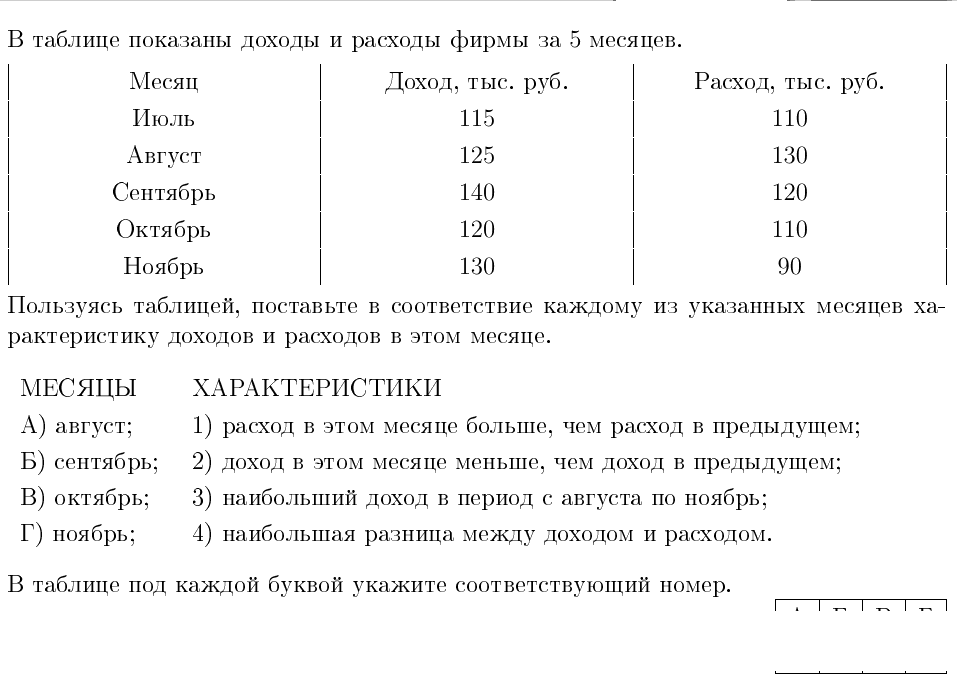 В таблице показаны доходы и расходы фирмы за 5 месяцев.
Месяц Доход, тыс. руб. Расход, тыс. руб.
Июль 115 110
Август 125 130
Сентябрь 140 120
Октябрь 120 110
Ноябрь 130 90
Пользуясь таблицей, поставьте в соответствие каждому из указанных месяцев ха-
рактеристику доходов и расходов в этом месяце.
МЕСЯЦЫ ХАРАКТЕРИСТИКИ
А) август; 1) расход в этом месяце больше, чем расход в предыдущем;
Б) сентябрь; 2) доход в этом месяце меньше, чем доход в предыдущем;
В) октябрь; 3) наибольший доход в период с августа по ноябрь;
Г) ноябрь; 4) наибольшая разница между доходом и расходом.
В таблице под каждой буквой укажите соответствующий номер.